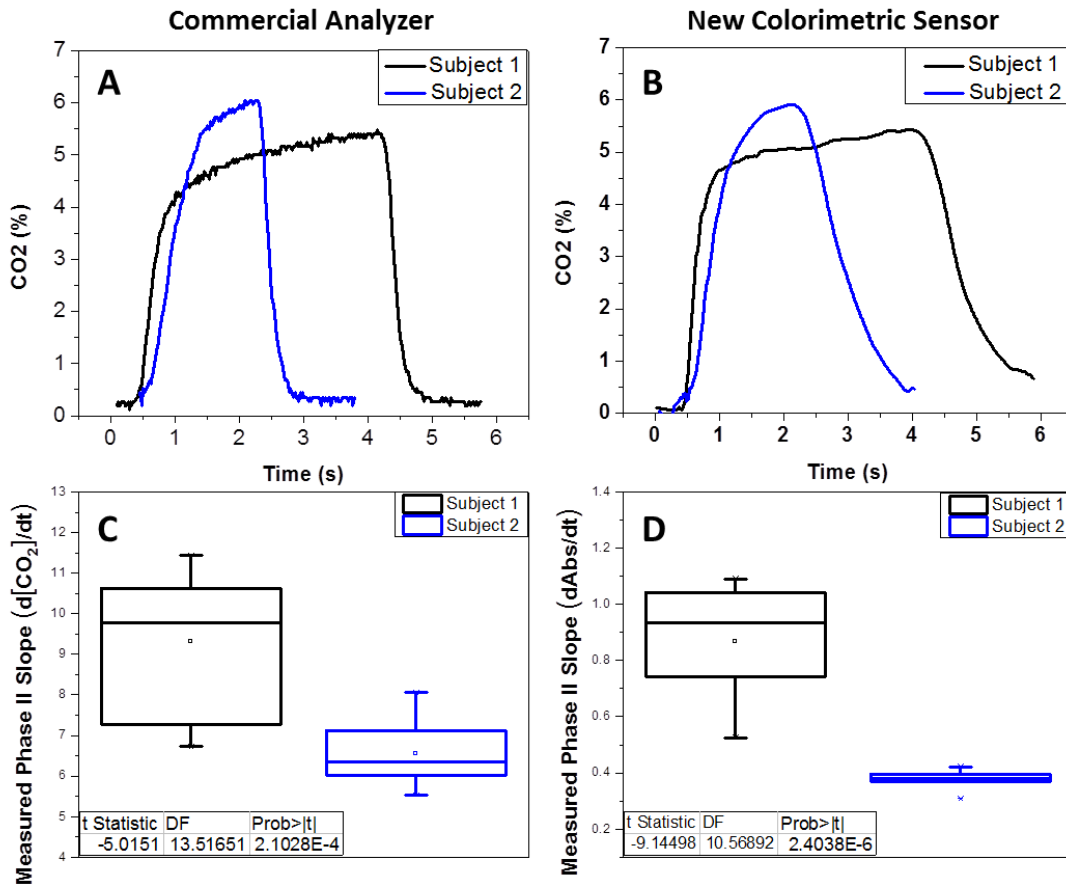 Commercial Analyzer
New Colorimetric Sensor
A
Subject 1
Subject 2
CO2 (%)
7
6
5
4
3
2
1
0
0 1 2 3 4 5 6
Time (s)
B
Subject 1
Subject 2
CO2 (%)
7
6
5
4
3
2
1
0
0 1 2 3 4 5 6
Time (s)
C
Subject 1
Subject 2
Measured Phase II Slope (d[CO₂]/dt)
13
12
11
10
9
8
7
6
5
4
t Statistic DF Prob>|t|
-5.0151 13.51651 2.1028E-4
D
Subject 1
Subject 2
Measured Phase II Slope (dAbs/dt)
1.4
1.2
1.0
0.8
0.6
0.4
0.2
t Statistic DF Prob>|t|
-9.14498 10.56892 2.4038E-6